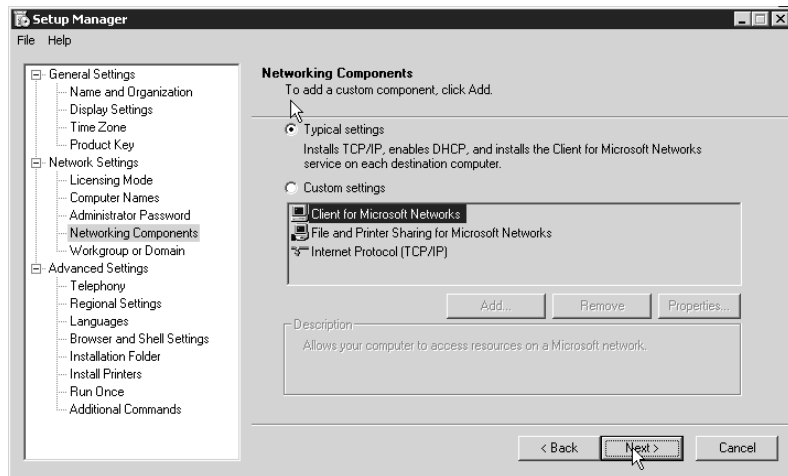 Setup Manager
File Help
General Settings
Name and Organization
Display Settings
Time Zone
Product Key
Network Settings
Licensing Mode
Computer Names
Administrator Password
Networking Components
Workgroup or Domain
Advanced Settings
Telephony
Regional Settings
Languages
Browser and Shell Settings
Installation Folder
Install Printers
Run Once
Additional Commands
Networking Components
To add a custom component, click Add.
Typical settings
Installs TCP/IP, enables DHCP, and installs the Client for Microsoft Networks
service on each destination computer.
Custom settings
Client for Microsoft Networks
File and Printer Sharing for Microsoft Networks
Internet Protocol (TCP/IP)
Add... Remove Properties...
Description
Allows your computer to access resources on a Microsoft network.
< Back Next > Cancel